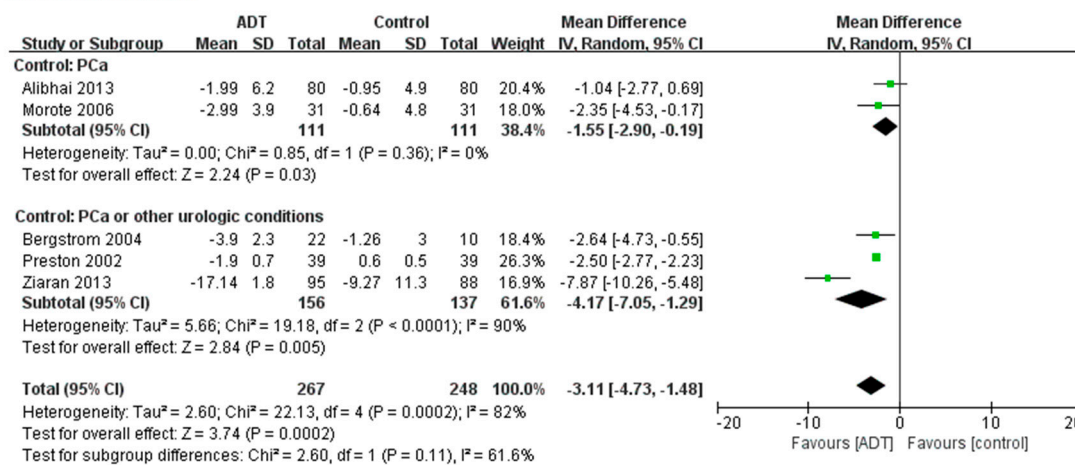 ADT Control Mean Difference Mean Difference
Study or Subgroup Mean SD Total Mean SD Total Weight IV, Random, 95% CI IV, Random, 95% CI
Control: PCa
Alibhai 2013 -1.99 6.2 80 -0.95 4.9 80 20.4% -1.04 [-2.77, 0.69]
Morote 2006 -2.99 3.9 31 -0.64 4.8 31 18.0% -2.35 [-4.53, -0.17]
Subtotal (95% CI) 111 111 38.4% -1.55 [-2.90, -0.19]
Heterogeneity: Tau² = 0.00; Chi² = 0.85, df = 1 (P = 0.36); I² = 0%
Test for overall effect: Z = 2.24 (P = 0.03)
Control: PCa or other urologic conditions
Bergstrom 2004 -3.9 2.3 22 -1.26 3 10 18.4% -2.64 [-4.73, -0.55]
Preston 2002 -1.9 0.7 39 0.6 0.5 39 26.3% -2.50 [-2.77, -2.23]
Ziaran 2013 -17.14 1.8 95 -9.27 11.3 88 16.9% -7.87 [-10.26, -5.48]
Subtotal (95% CI) 156 137 61.6% -4.17 [-7.05, -1.29]
Heterogeneity: Tau² = 5.66; Chi² = 19.18, df = 2 (P < 0.0001); I² = 90%
Test for overall effect: Z = 2.84 (P = 0.005)
Total (95% CI) 267 248 100.0% -3.11 [-4.73, -1.48]
Heterogeneity: Tau² = 2.60; Chi² = 22.13, df = 4 (P = 0.0002); I² = 82%
Test for overall effect: Z = 3.74 (P = 0.0002)
Test for subgroup differences: Chi² = 2.60, df = 1 (P = 0.11), I² = 61.6%
-20 -10 0 10 20
Favours [ADT] Favours [control]